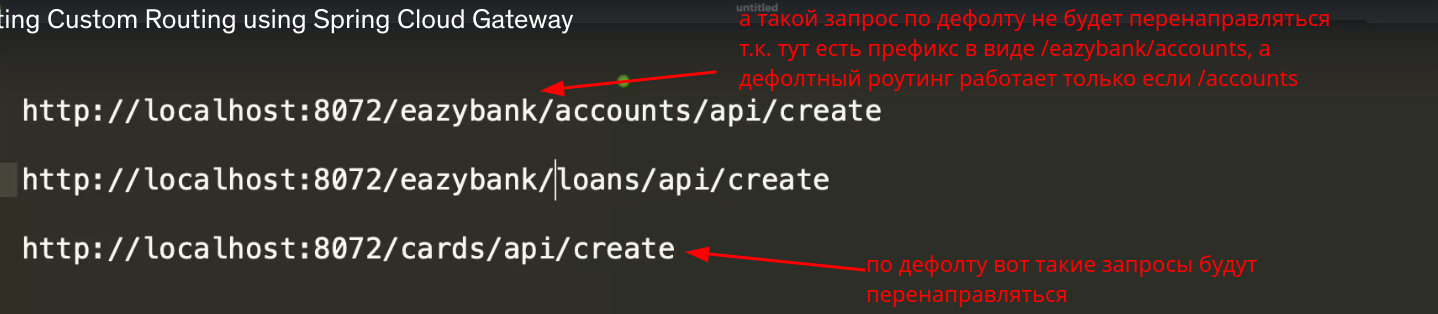 ting Custom Routing using Spring Cloud Gateway
untitled
а такой запрос по дефолту не будет перенаправляться
т.к. тут есть префикс в виде /eazybank/accounts, а
дефолтный роутинг работает только если /accounts
http://localhost:8072/eazybank/accounts/api/create
http://localhost:8072/eazybank/loans/api/create
http://localhost:8072/cards/api/create
по дефолту вот такие запросы будут
перенаправляться